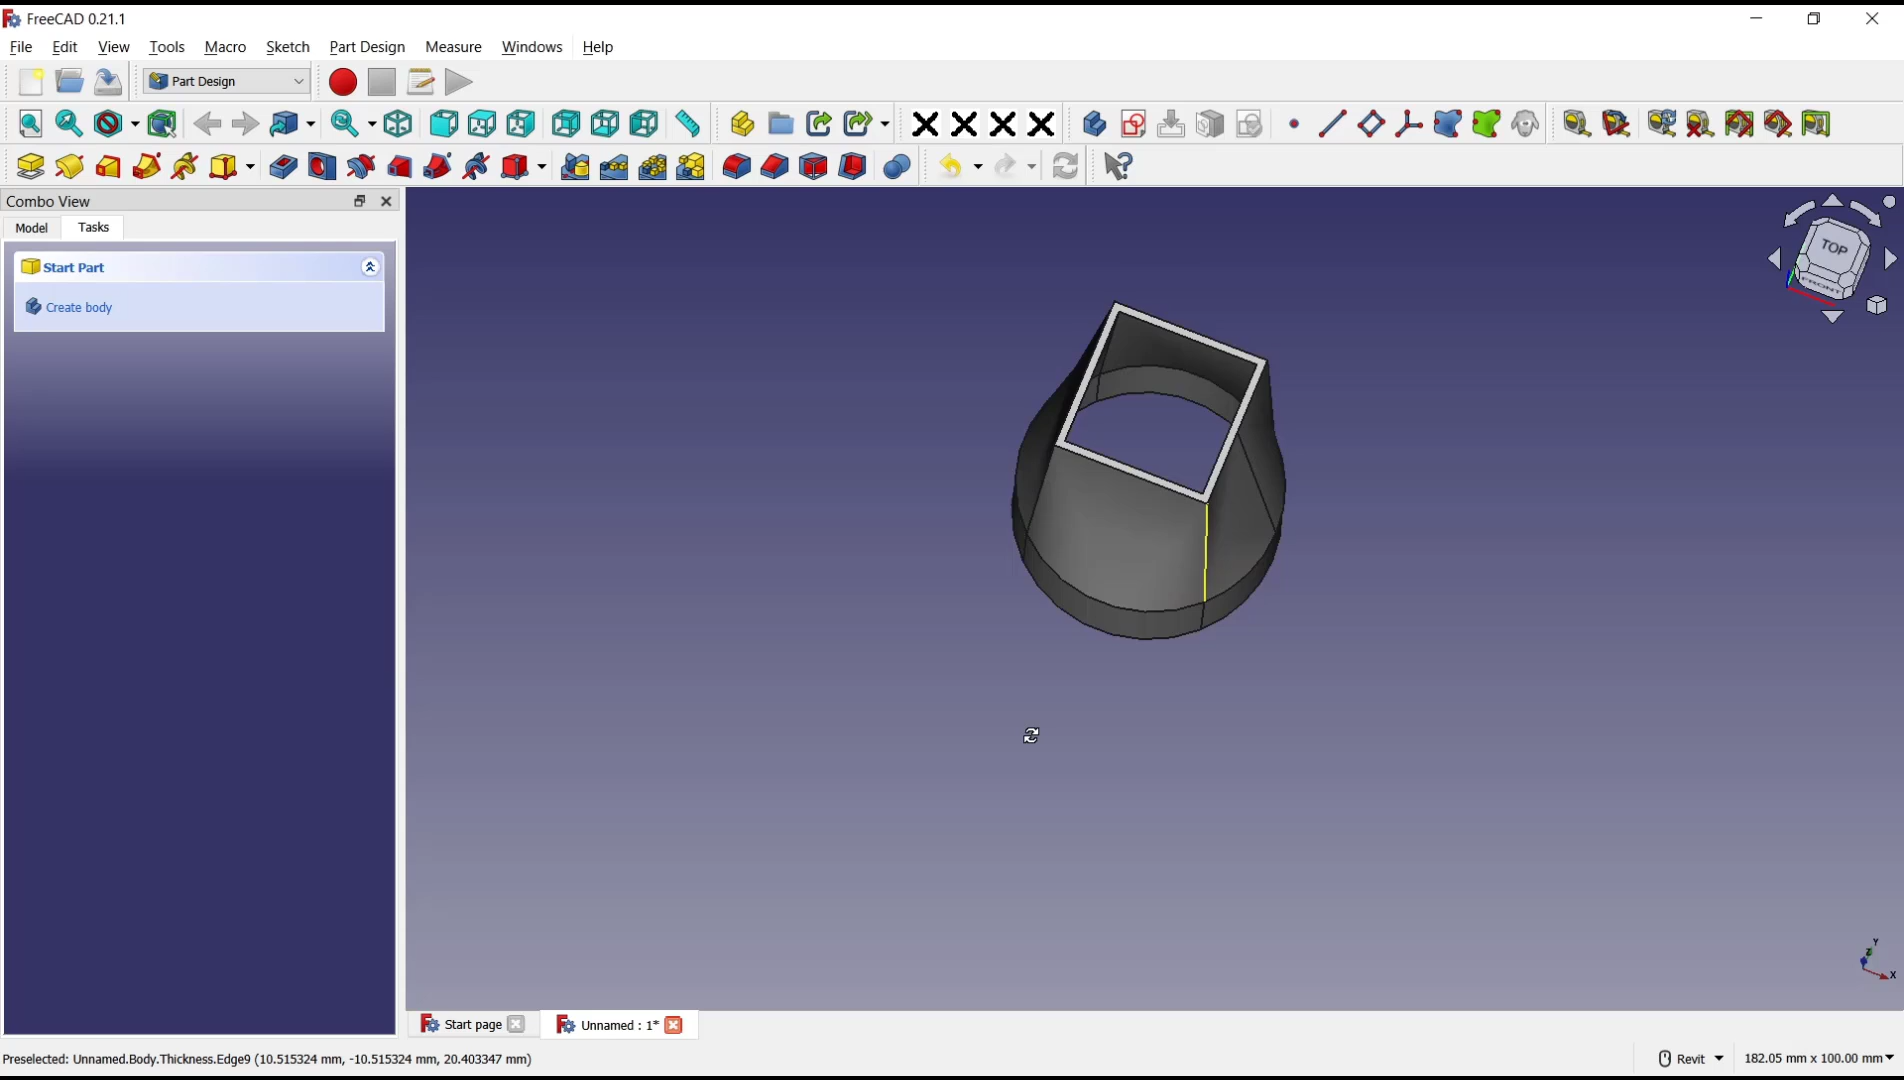 FreeCAD 0.21.1
File Edit View Tools Macro Sketch Part Design Measure Windows Help
Part Design
Combo View
Model Tasks
Start Part
Create body
TOP
FRONT
Y
Z
X
Start page Unnamed : 1*
Preselected: Unnamed.Body.Thickness.Edge9 (10.515324 mm, -10.515324 mm, 20.403347 mm) Revit 182.05 mm x 100.00 mm